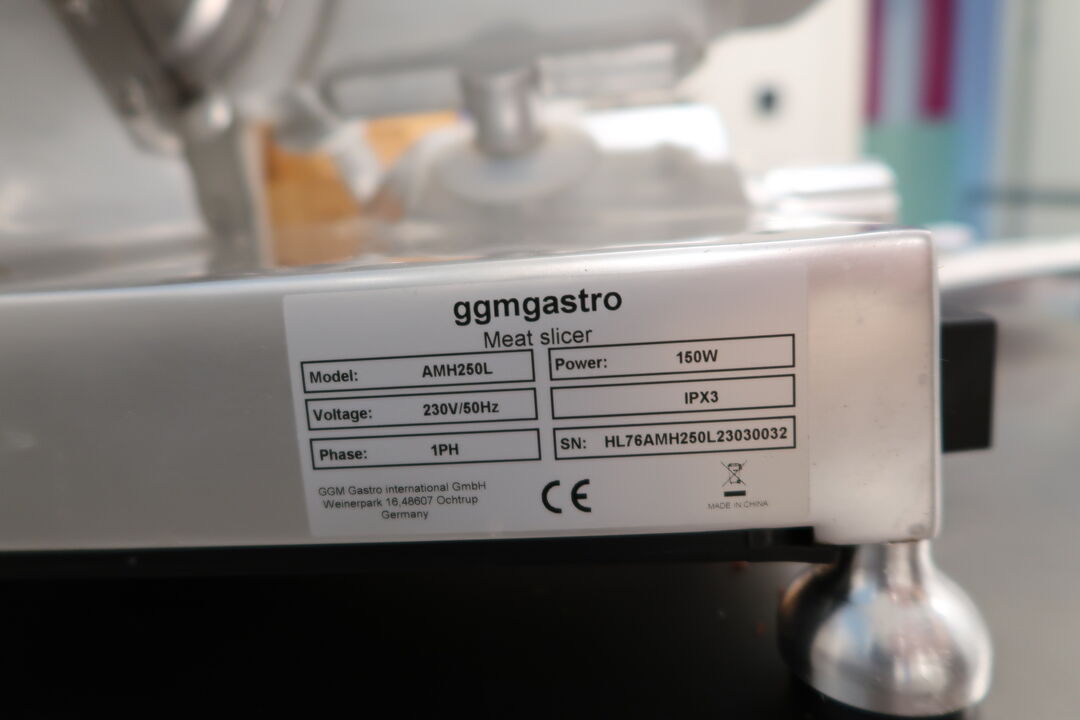 ggmgastro
Meat slicer
Model: AMH250L
Power: 150W
Voltage: 230V/50Hz
IPX3
Phase: 1PH
SN: HL76AMH250L23030032
GGM Gastro international GmbH
Weinerpark 16,48607 Ochtrup
Germany
CE
MADE IN CHINA